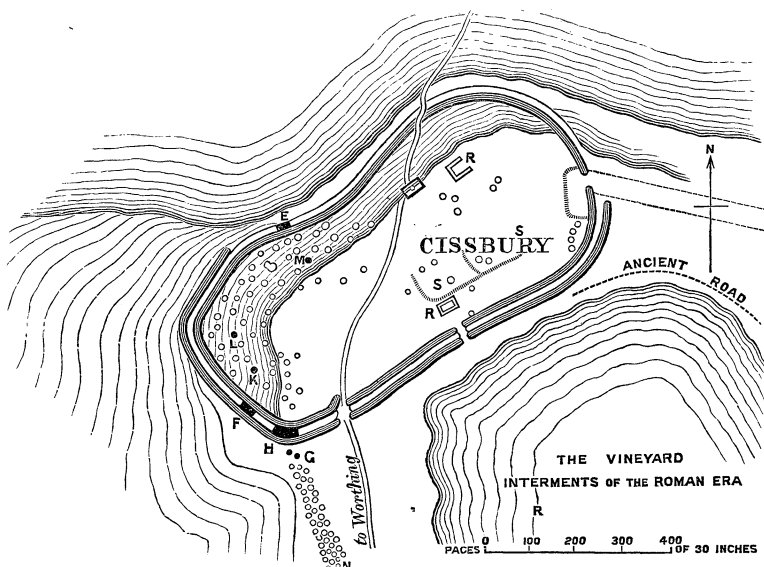 N
R
E
CISSBURY
S
M
S
ANCIENT ROAD
R
L
K
F
H
G
to Worthing
THE VINEYARD
INTERMENTS OF THE ROMAN ERA
R
PACES 0 100 200 300 400 OF 30 INCHES
N